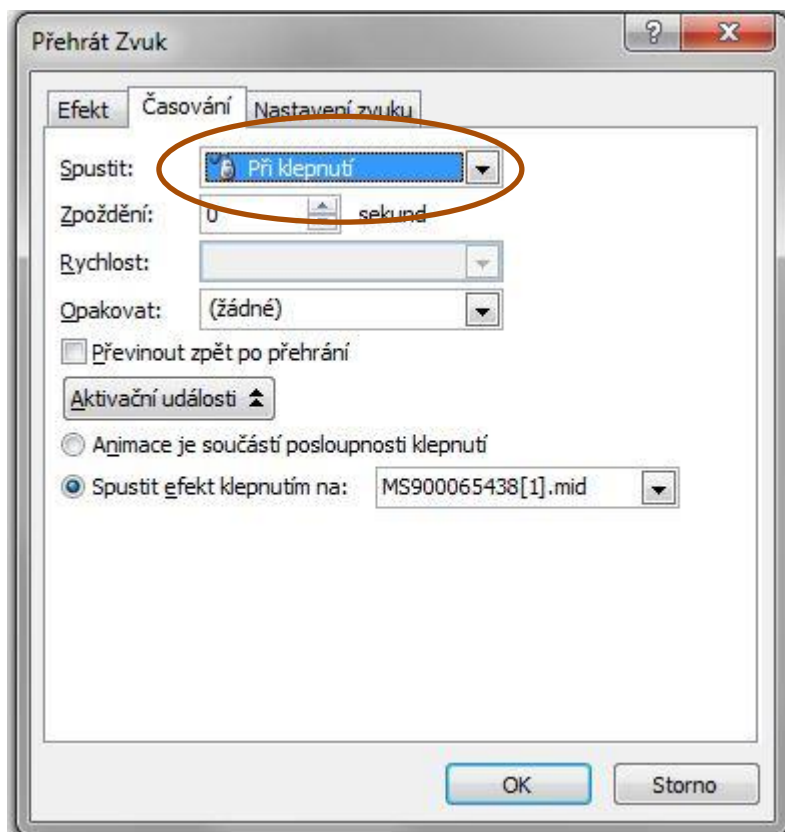 Přehrát Zvuk
Efekt Časování Nastavení zvuku
Spustit: Při klepnutí
Zpoždění: 0 sekund
Rychlost:
Opakovat: (žádné)
Převinout zpět po přehrání
Aktivační události
Animace je součástí posloupnosti klepnutí
Spustit efekt klepnutím na: MS900065438[1].mid
OK Storno